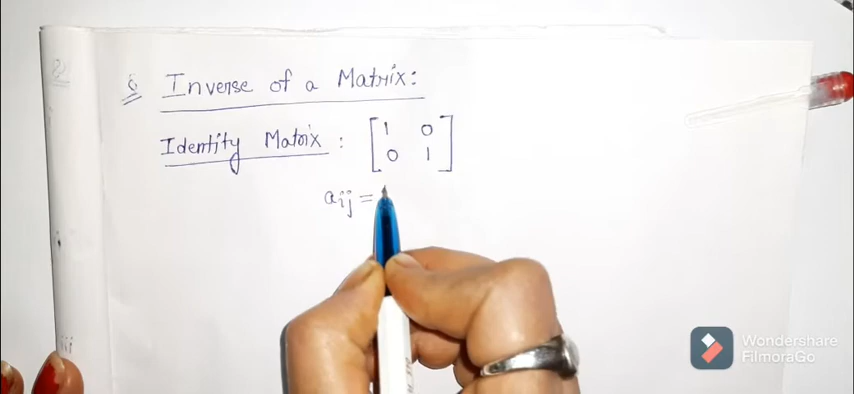 Inverse of a Matrix:
Identity Matrix : [1 0
0 1]
aij =
Wondershare
FilmoraGo